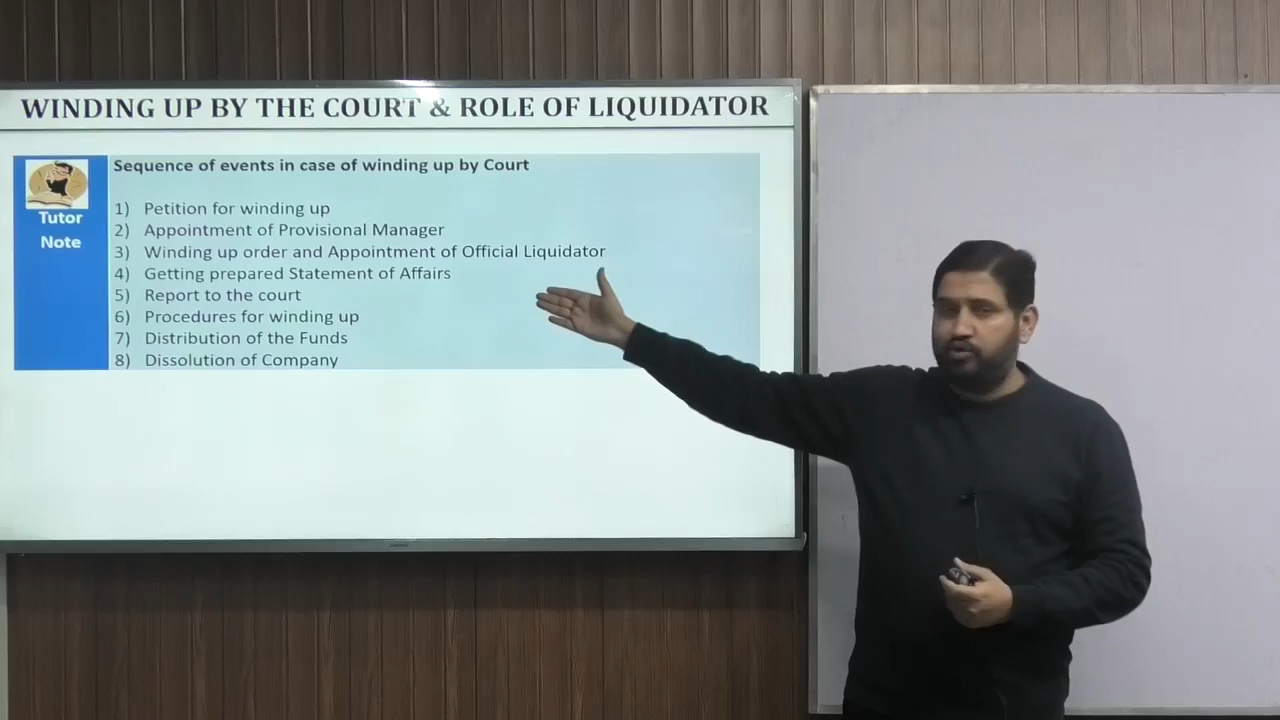 WINDING UP BY THE COURT & ROLE OF LIQUIDATOR
Tutor
Note
Sequence of events in case of winding up by Court
1) Petition for winding up
2) Appointment of Provisional Manager
3) Winding up order and Appointment of Official Liquidator
4) Getting prepared Statement of Affairs
5) Report to the court
6) Procedures for winding up
7) Distribution of the Funds
8) Dissolution of Company